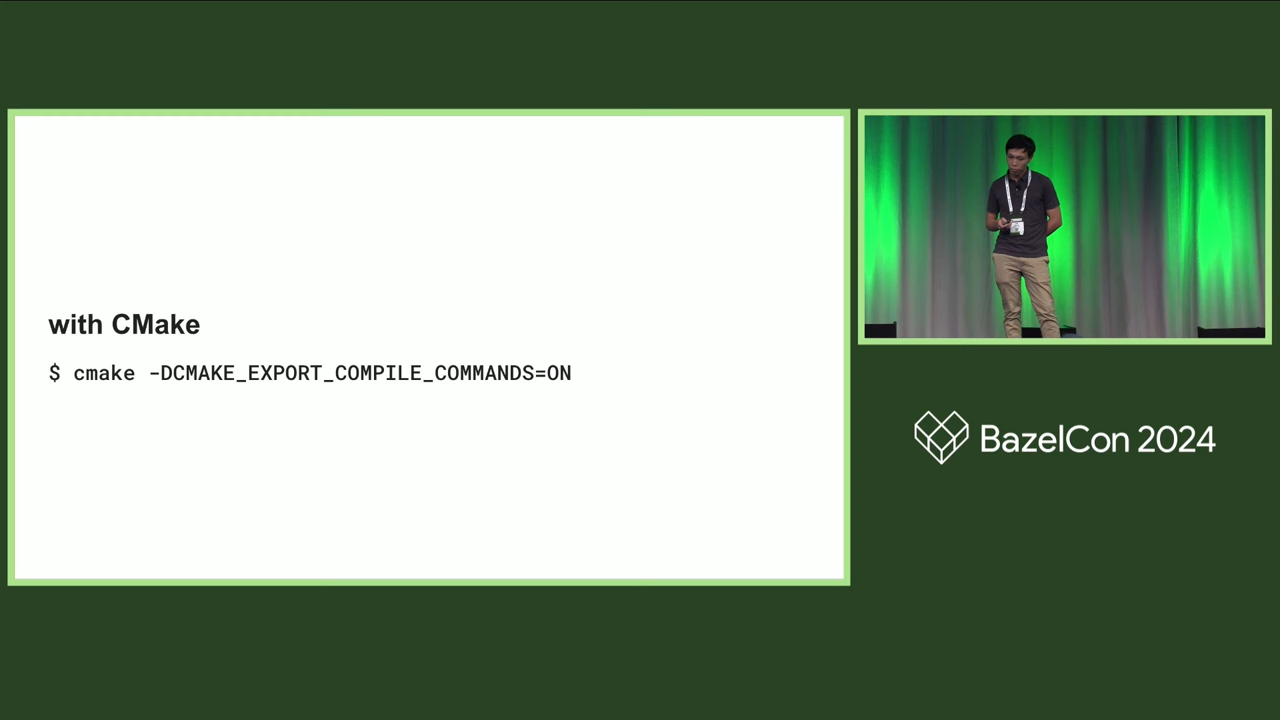 with CMake
$ cmake -DCMAKE_EXPORT_COMPILE_COMMANDS=ON
BazelCon 2024